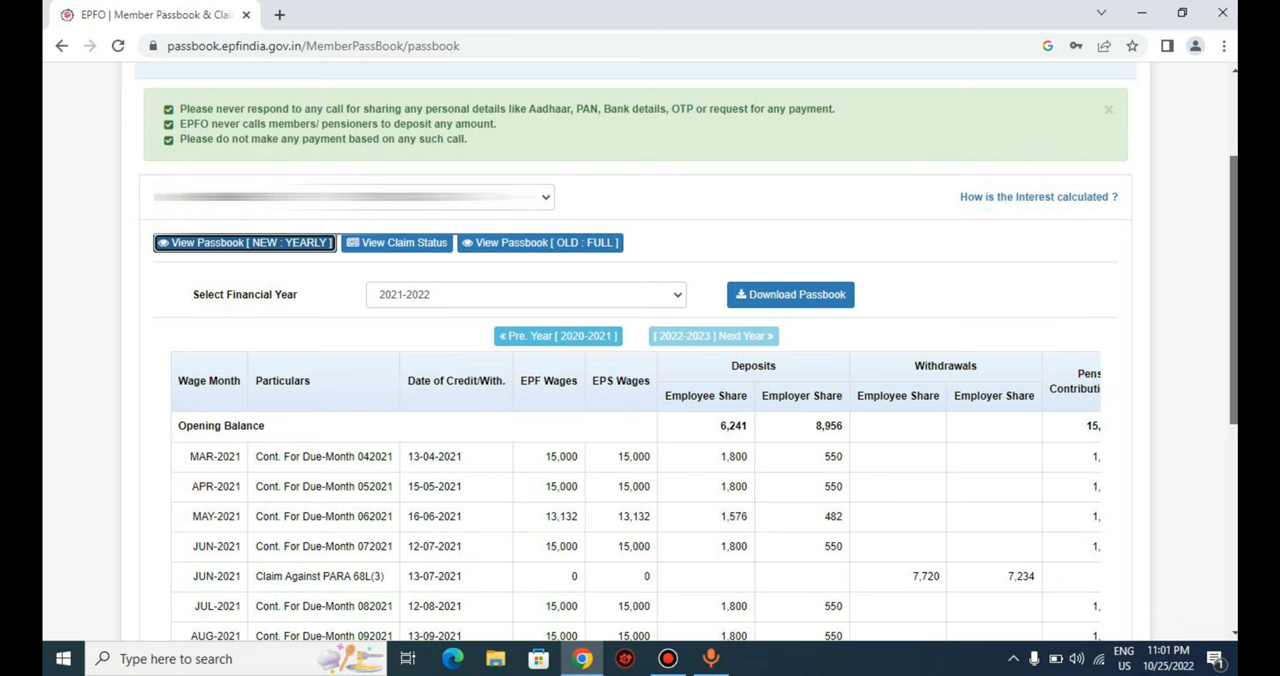 EPFO | Member Passbook & Clai
passbook.epfindia.gov.in/MemberPassBook/passbook
Please never respond to any call for sharing any personal details like Aadhaar, PAN, Bank details, OTP or request for any payment.
EPFO never calls members/ pensioners to deposit any amount.
Please do not make any payment based on any such call.
How is the Interest calculated ?
View Passbook [ NEW : YEARLY ] View Claim Status View Passbook [ OLD : FULL ]
Select Financial Year 2021-2022 Download Passbook
« Pre. Year [ 2020-2021 ] [ 2022-2023 ] Next Year »
Deposits Withdrawals
Wage Month Particulars Date of Credit/With. EPF Wages EPS Wages Employee Share Employer Share Employee Share Employer Share Pens
Contributi
Opening Balance 6,241 8,956 15,
MAR-2021 Cont. For Due-Month 042021 13-04-2021 15,000 15,000 1,800 550 1,
APR-2021 Cont. For Due-Month 052021 15-05-2021 15,000 15,000 1,800 550 1,
MAY-2021 Cont. For Due-Month 062021 16-06-2021 13,132 13,132 1,576 482 1,
JUN-2021 Cont. For Due-Month 072021 12-07-2021 15,000 15,000 1,800 550 1,
JUN-2021 Claim Against PARA 68L(3) 13-07-2021 0 0 7,720 7,234
JUL-2021 Cont. For Due-Month 082021 12-08-2021 15,000 15,000 1,800 550 1,
AUG-2021 Cont. For Due-Month 092021 13-09-2021 15,000 15,000 1,800 550 1,
Type here to search
ENG 11:01 PM
US 10/25/2022 1